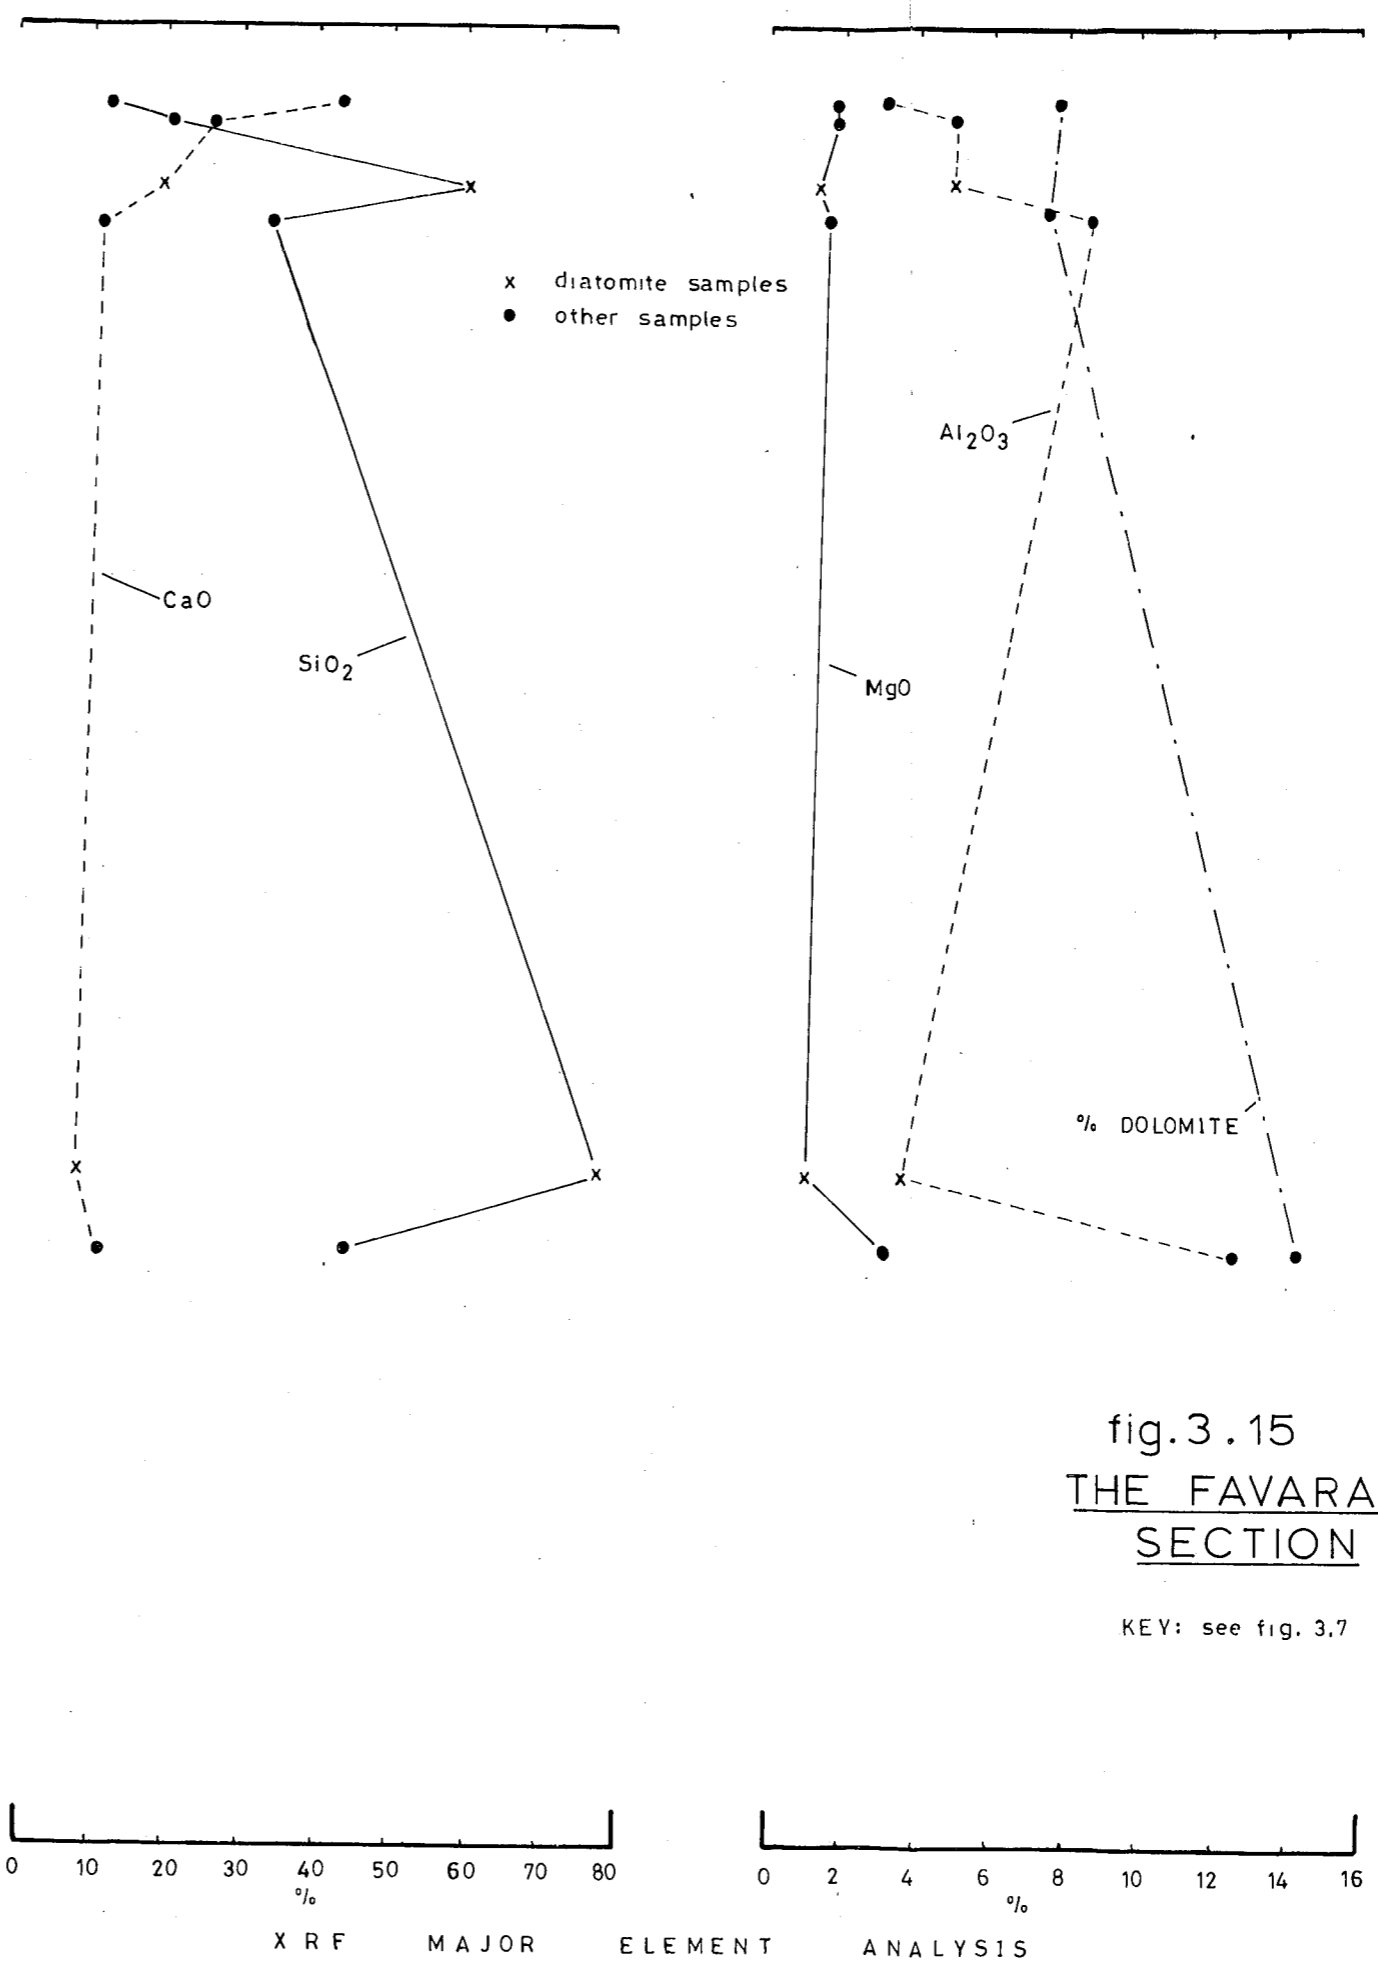 x diatomite samples
● other samples
Al₂O₃
CaO
SiO₂
MgO
% DOLOMITE
fig. 3.15
THE FAVARA
SECTION
KEY: see fig. 3.7
0 10 20 30 40 50 60 70 80
%
0 2 4 6 8 10 12 14 16
%
XRF MAJOR ELEMENT ANALYSIS